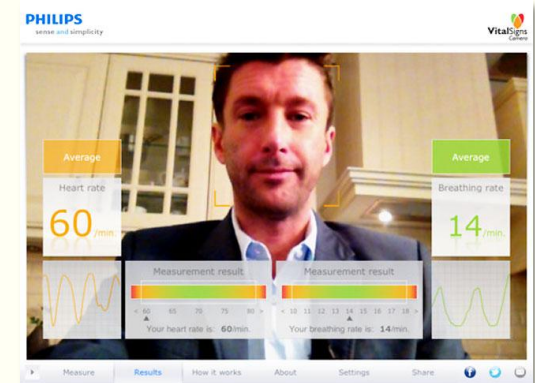 PHILIPS
sense and simplicity
VitalSigns
Camera
Average
Heart rate
60/min.
Average
Breathing rate
14/min.
Measurement result
< 60 65 70 75 80 >
Your heart rate is: 60/min.
Measurement result
< 10 11 12 13 14 15 16 17 18 >
Your breathing rate is: 14/min.
Measure Results How it works About Settings Share